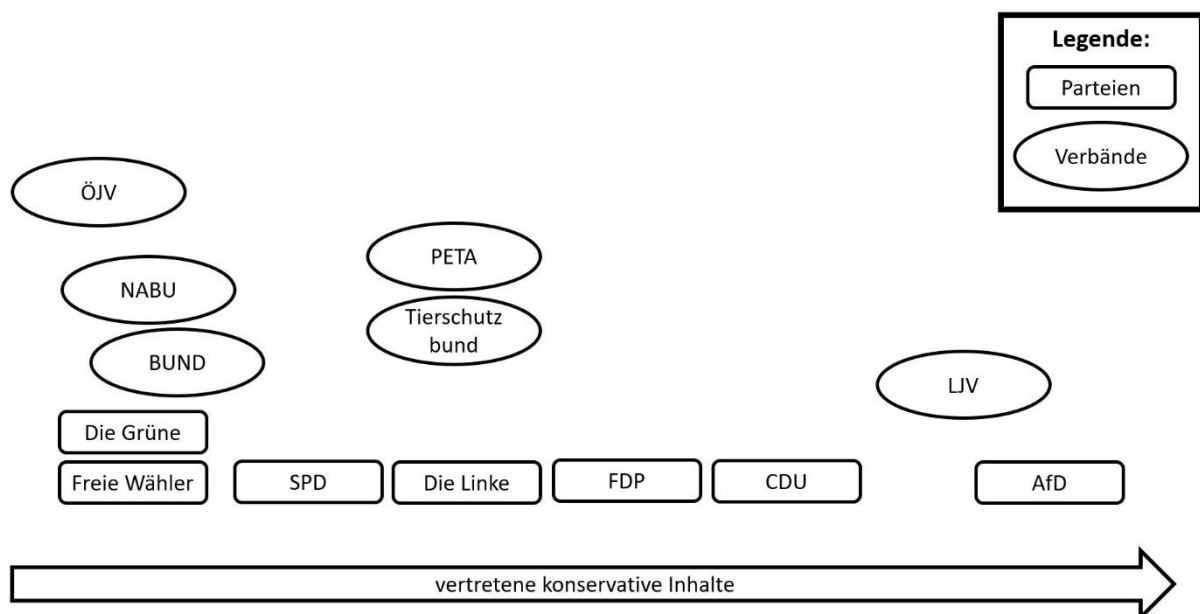 Legende:
Parteien
Verbände
ÖJV
PETA
NABU
Tierschutz
bund
BUND
LJV
Die Grüne
Freie Wähler
SPD
Die Linke
FDP
CDU
AfD
vertretene konservative Inhalte